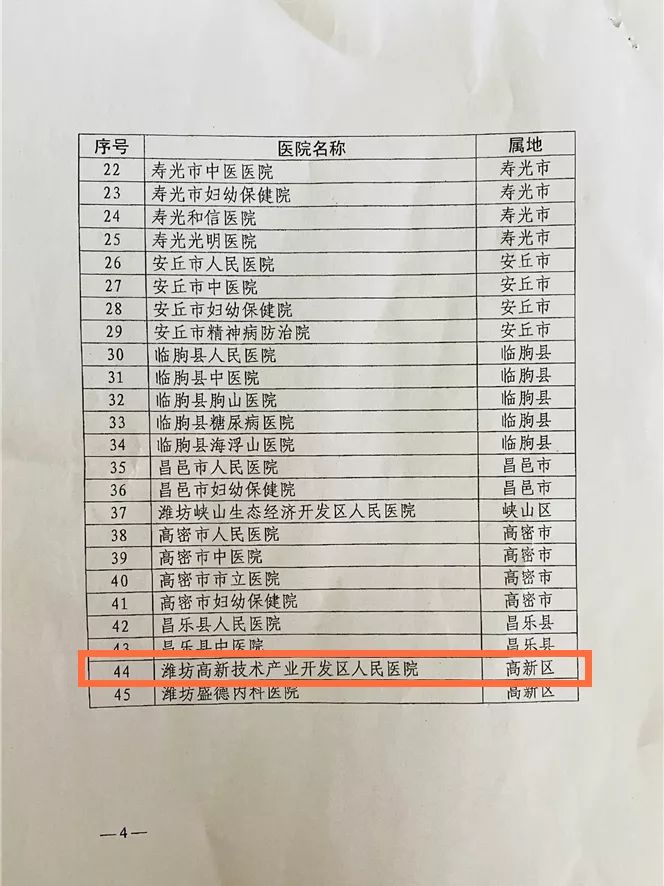 序号 医院名称 属地
22 寿光市中医医院 寿光市
23 寿光市妇幼保健院 寿光市
24 寿光和信医院 寿光市
25 寿光光明医院 寿光市
26 安丘市人民医院 安丘市
27 安丘市中医院 安丘市
28 安丘市妇幼保健院 安丘市
29 安丘市精神病防治院 安丘市
30 临朐县人民医院 临朐县
31 临朐县中医院 临朐县
32 临朐县朐山医院 临朐县
33 临朐县糖尿病医院 临朐县
34 临朐县海浮山医院 临朐县
35 昌邑市人民医院 昌邑市
36 昌邑市妇幼保健院 昌邑市
37 潍坊峡山生态经济开发区人民医院 峡山区
38 高密市人民医院 高密市
39 高密市中医院 高密市
40 高密市市立医院 高密市
41 高密市妇幼保健院 高密市
42 昌乐县人民医院 昌乐县
43 昌乐县中医院 昌乐县
44 潍坊高新技术产业开发区人民医院 高新区
45 潍坊盛德内科医院 高新区
—4—